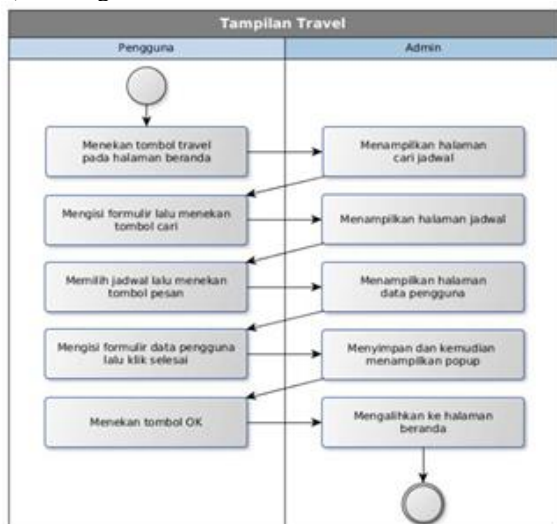 Tampilan Travel
Pengguna
Admin
Menekan tombol travel
pada halaman beranda
Menampilkan halaman
cari jadwal
Mengisi formulir lalu menekan
tombol cari
Menampilkan halaman jadwal
Memilih jadwal lalu menekan
tombol pesan
Menampilkan halaman
data pengguna
Mengisi formulir data pengguna
lalu klik selesai
Menyimpan dan kemudian
menampilkan popup
Menekan tombol OK
Mengalihkan ke halaman
beranda